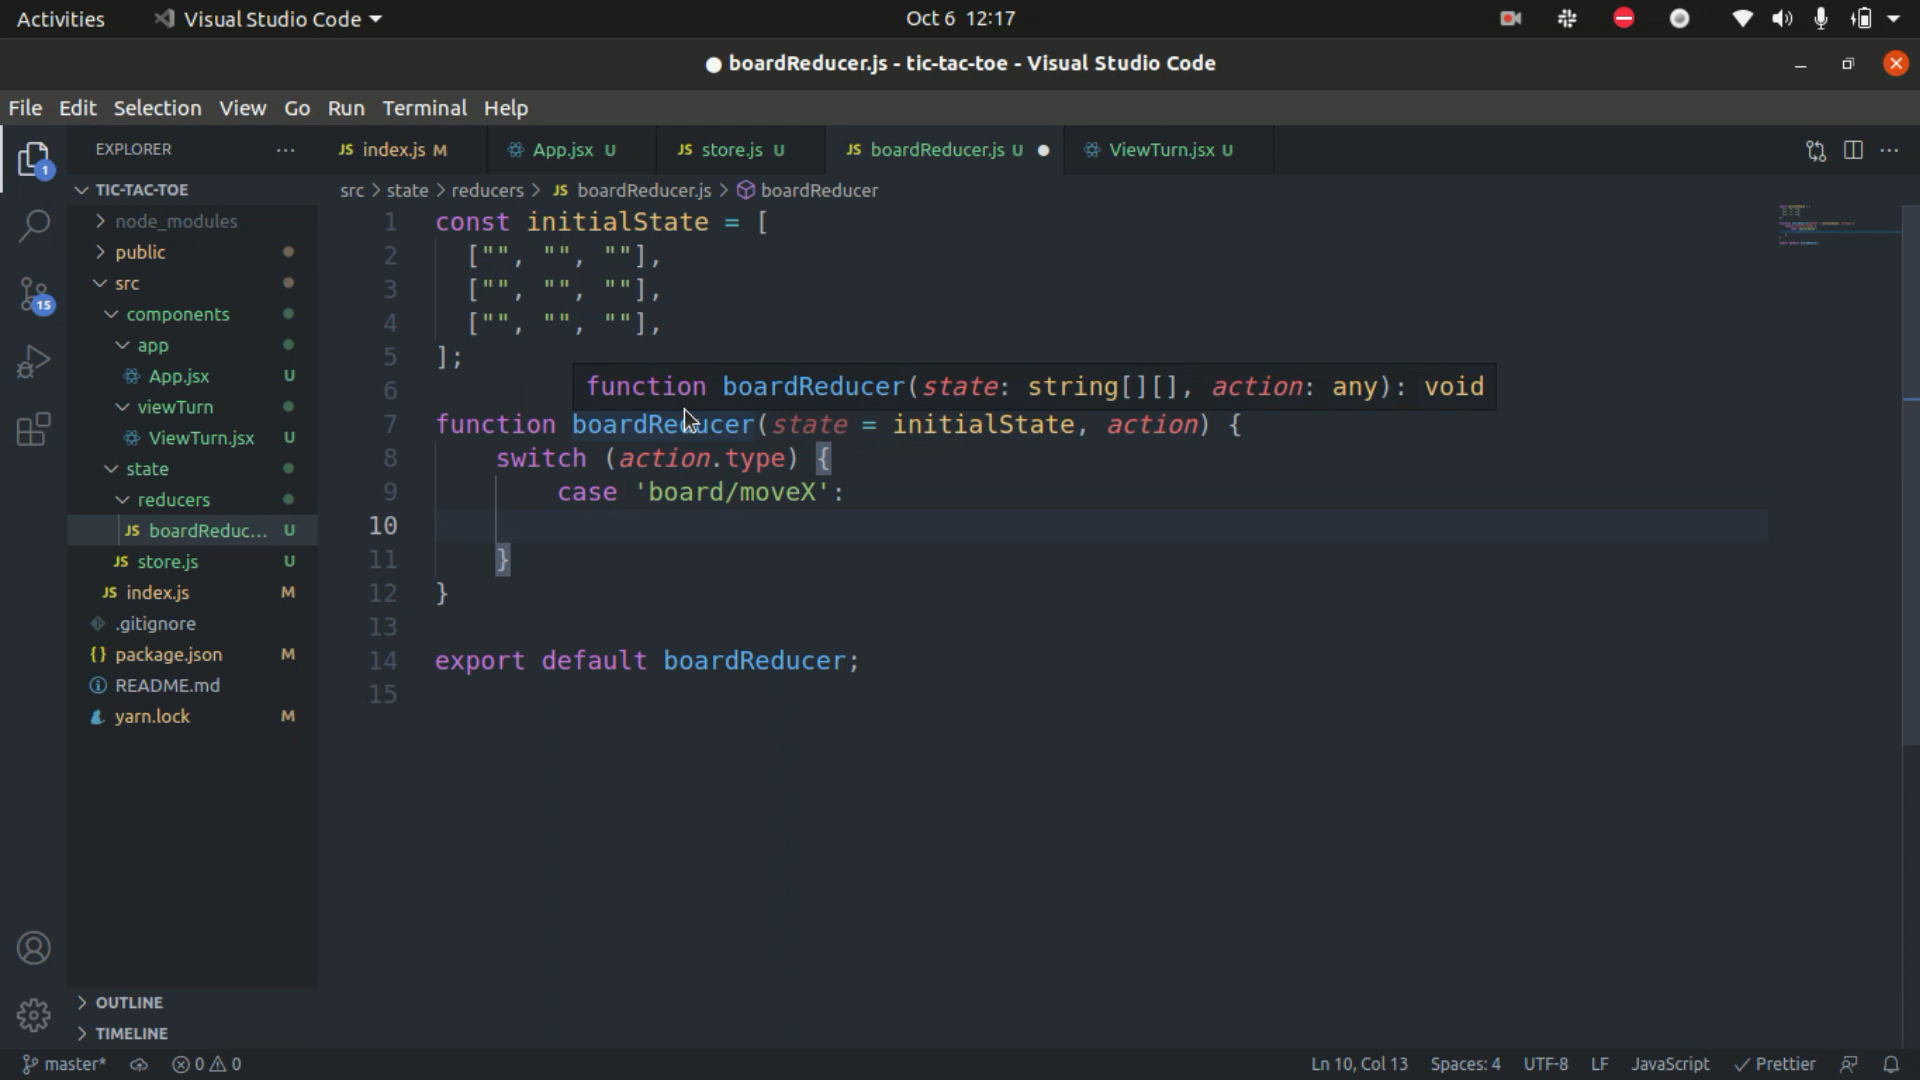 Activities Visual Studio Code Oct 6 12:17
boardReducer.js - tic-tac-toe - Visual Studio Code
File Edit Selection View Go Run Terminal Help
EXPLORER
JS index.js M App.jsx U JS store.js U JS boardReducer.js U ViewTurn.jsx U
src > state > reducers > JS boardReducer.js > boardReducer
1
TIC-TAC-TOE
node_modules
public
src
components
app
App.jsx U
viewTurn
ViewTurn.jsx U
state
reducers
JS boardReduc... U
JS store.js U
JS index.js M
.gitignore
{} package.json M
README.md
yarn.lock M
15
OUTLINE
TIMELINE
1 const initialState = [
2 ["", "", ""],
3 ["", "", ""],
4 ["", "", ""],
5 ];
6
function boardReducer(state: string[][], action: any): void
7 function boardReducer(state = initialState, action) {
8 switch (action.type) {
9 case 'board/moveX':
10
11 }
12 }
13
14 export default boardReducer;
15
master* 0 0 Ln 10, Col 13 Spaces: 4 UTF-8 LF JavaScript Prettier